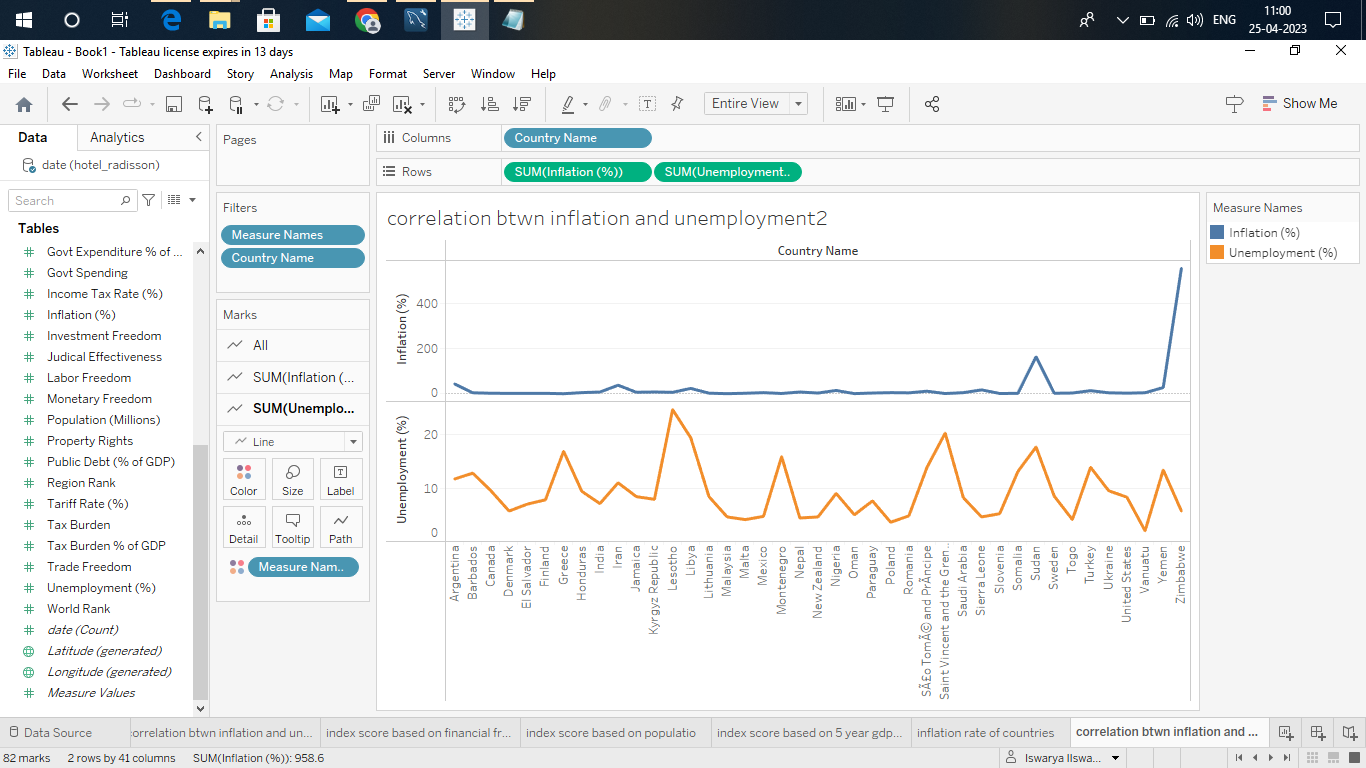 11:00
ENG
25-04-2023
Tableau - Book1 - Tableau license expires in 13 days
File Data Worksheet Dashboard Story Analysis Map Format Server Window Help
Entire View
Show Me
Data Analytics
date (hotel_radisson)
Search
Tables
Govt Expenditure % of ...
Govt Spending
Income Tax Rate (%)
Inflation (%)
Investment Freedom
Judical Effectiveness
Labor Freedom
Monetary Freedom
Population (Millions)
Property Rights
Public Debt (% of GDP)
Region Rank
Tariff Rate (%)
Tax Burden
Tax Burden % of GDP
Trade Freedom
Unemployment (%)
World Rank
date (Count)
Latitude (generated)
Longitude (generated)
Measure Values
Pages
Filters
Measure Names
Country Name
Marks
All
SUM(Inflation (...
SUM(Unemplo...
Line
Color Size Label
Detail Tooltip Path
Measure Nam..
Columns
Country Name
Rows
SUM(Inflation (%)) SUM(Unemployment..
correlation btwn inflation and unemployment2
Country Name
Inflation (%)
400
200
0
Unemployment (%)
20
10
0
Argentina
Barbados
Canada
Denmark
El Salvador
Finland
Greece
Honduras
India
Iran
Jamaica
Kyrgyz Republic
Lesotho
Libya
Lithuania
Malaysia
Malta
Mexico
Montenegro
Nepal
New Zealand
Nigeria
Oman
Paraguay
Poland
Romania
SÃ£o TomÃ© and PrÃ­ncipe
Saint Vincent and the Gren..
Saudi Arabia
Sierra Leone
Slovenia
Somalia
Sudan
Sweden
Togo
Turkey
Ukraine
United States
Vanuatu
Yemen
Zimbabwe
Measure Names
Inflation (%)
Unemployment (%)
Data Source
correlation btwn inflation and un...
index score based on financial fr...
index score based on populatio
index score based on 5 year gdp...
inflation rate of countries
correlation btwn inflation and ...
82 marks 2 rows by 41 columns SUM(Inflation (%)): 958.6
Iswarya IIswa...